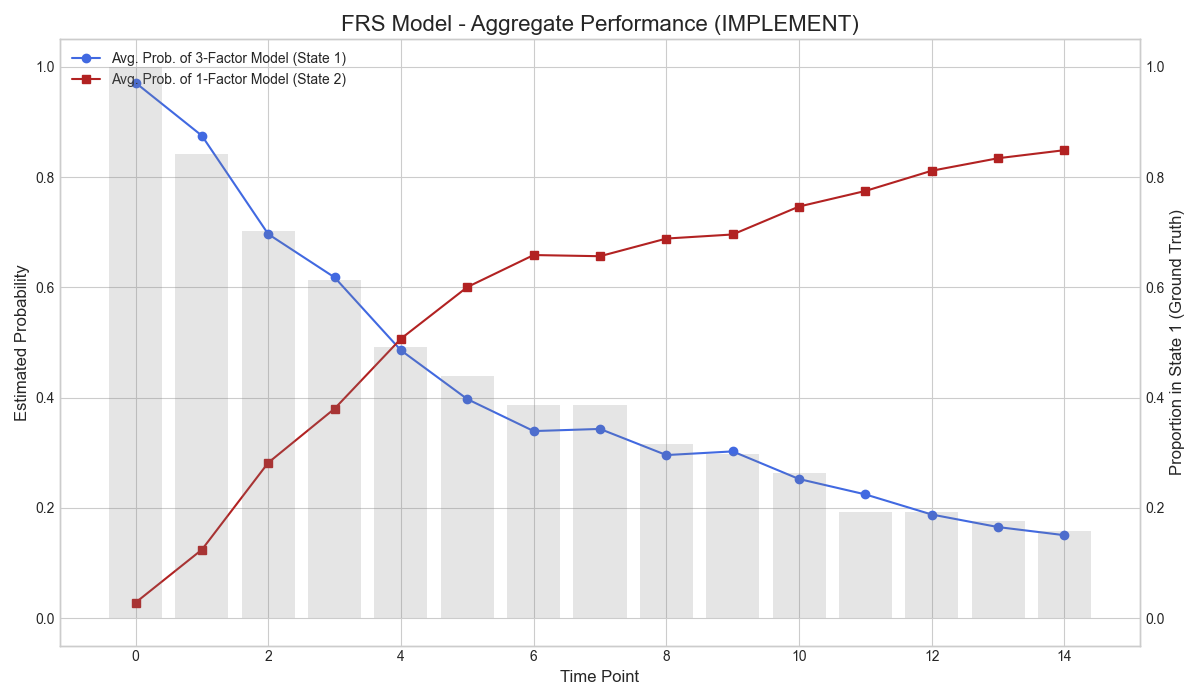 FRS Model - Aggregate Performance (IMPLEMENT)
Avg. Prob. of 3-Factor Model (State 1)
Avg. Prob. of 1-Factor Model (State 2)
1.0
0.8
0.6
0.4
0.2
0.0
Estimated Probability
1.0
0.8
0.6
0.4
0.2
0.0
Proportion in State 1 (Ground Truth)
0 2 4 6 8 10 12 14
Time Point